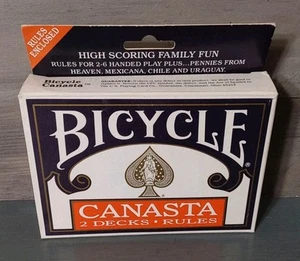 RULES
ENCLOSED
HIGH SCORING FAMILY FUN
RULES FOR 2-6 HANDED PLAY PLUS...PENNIES FROM
HEAVEN, MEXICANA, CHILE AND URAGUAY.
Bicycle
Canasta
BICYCLE
®
CANASTA
2 DECKS • RULES